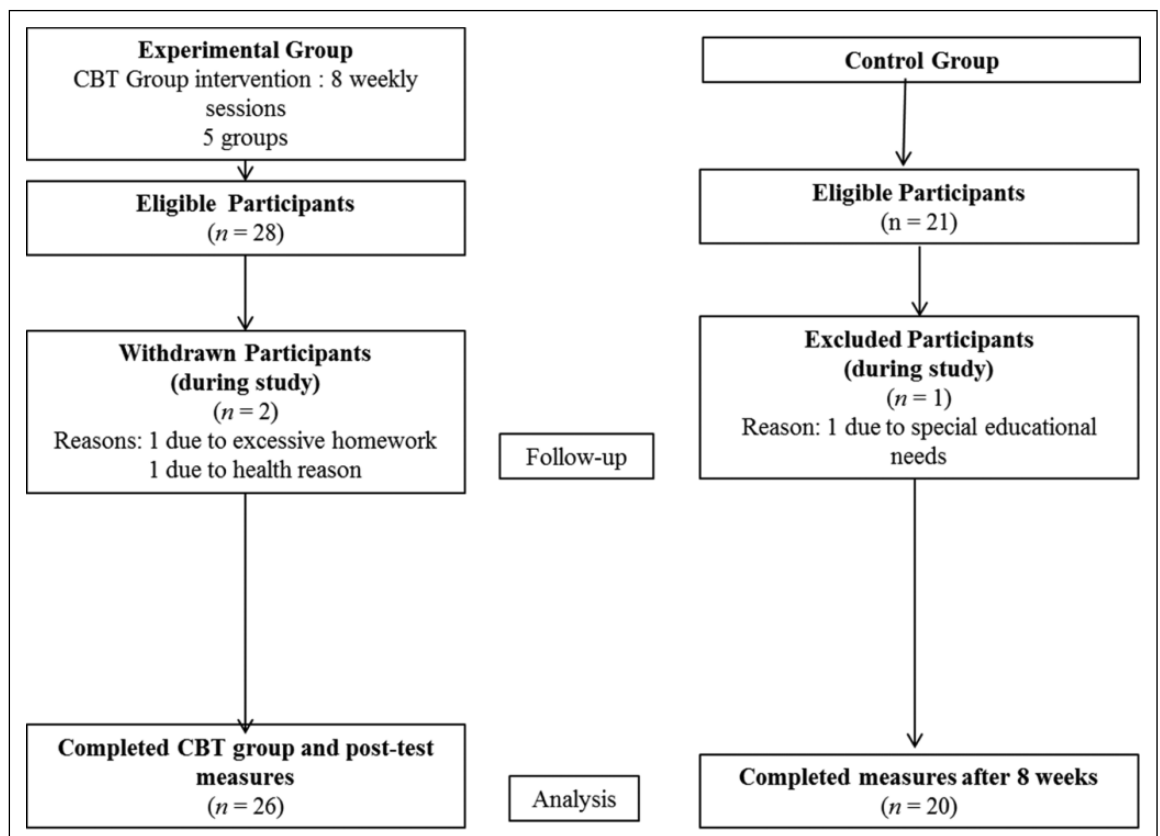 Experimental Group
CBT Group intervention : 8 weekly
sessions
5 groups
Control Group
Eligible Participants
(n = 28)
Eligible Participants
(n = 21)
Withdrawn Participants
(during study)
(n = 2)
Reasons: 1 due to excessive homework
1 due to health reason
Excluded Participants
(during study)
(n = 1)
Reason: 1 due to special educational
needs
Follow-up
Completed CBT group and post-test
measures
(n = 26)
Analysis
Completed measures after 8 weeks
(n = 20)